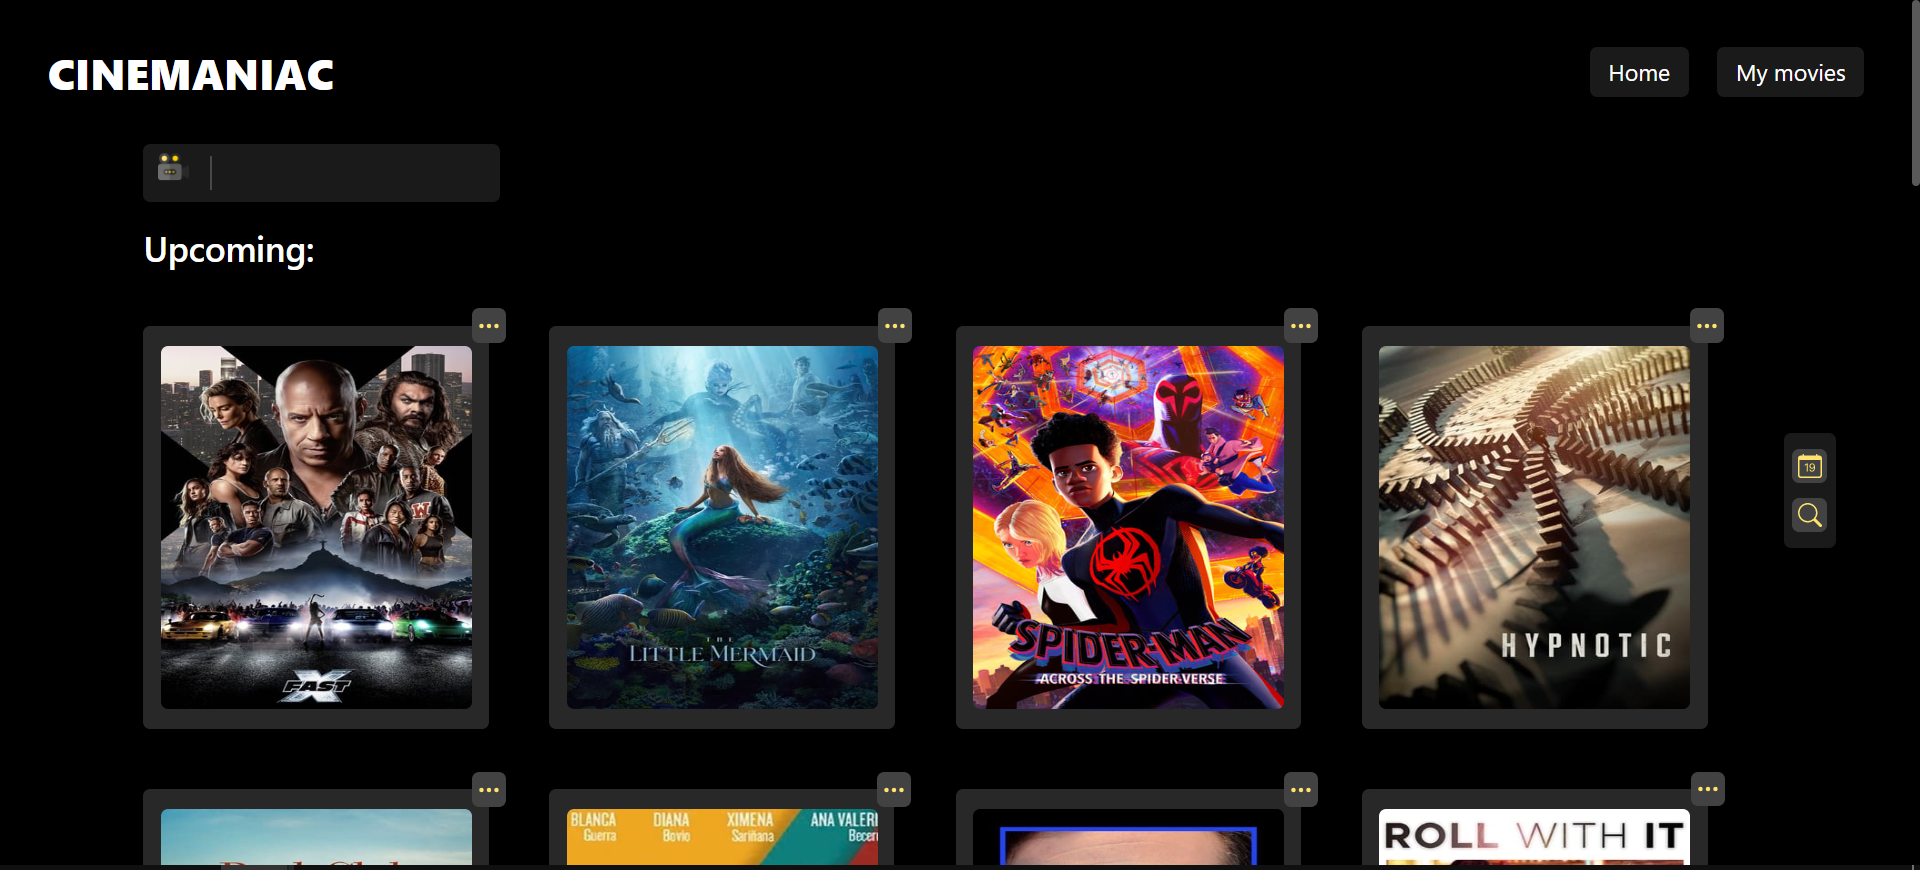 CINEMANIAC
Home
My movies
Upcoming:
FAST X
THE
LITTLE MERMAID
SPIDER-MAN
ACROSS THE SPIDER-VERSE
HYPNOTIC
19
W
BLANCA
Guerra
DIANA
Bovio
XIMENA
Sariñana
ANA VALERI
Becer
ROLL WITH IT